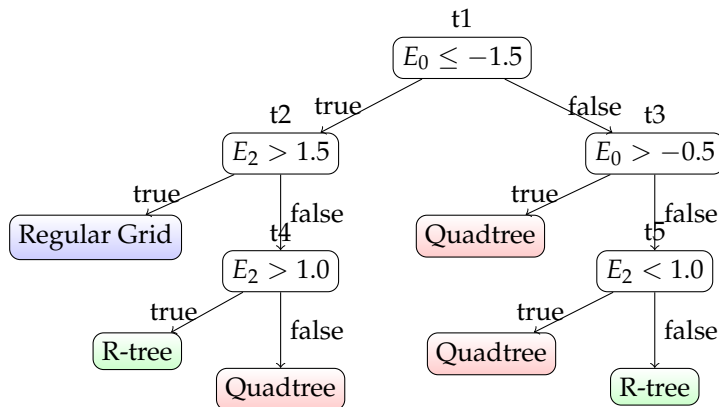 t1
E₀ ≤ −1.5
true
false
t2
t3
E₂ > 1.5
E₀ > −0.5
true
false
true
false
Regular Grid
t4
Quadtree
t5
E₂ > 1.0
E₂ < 1.0
true
false
true
false
R-tree
Quadtree
Quadtree
R-tree